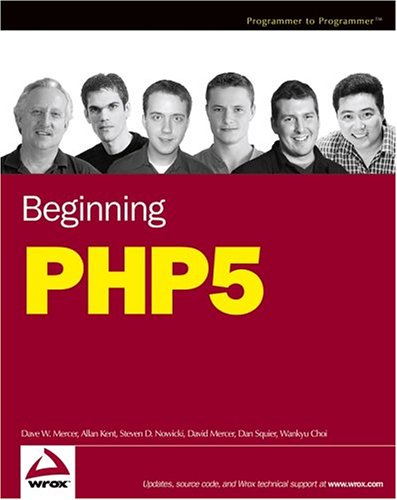 Programmer to Programmer™
Beginning
PHP5
Dave W. Mercer, Allan Kent, Steven D. Nowicki, David Mercer, Dan Squier, Wankyu Choi
wrox™
Updates, source code, and Wrox technical support at www.wrox.com